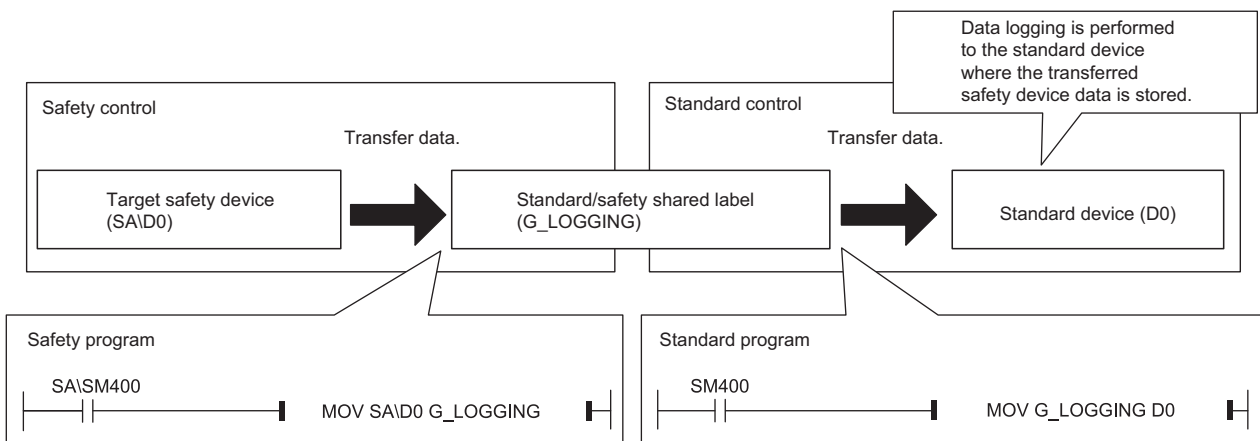 Data logging is performed
to the standard device
where the transferred
safety device data is stored.
Safety control
Standard control
Transfer data.
Transfer data.
Target safety device
(SA\D0)
Standard/safety shared label
(G_LOGGING)
Standard device (D0)
Safety program
SA\SM400
MOV SA\D0 G_LOGGING
Standard program
SM400
MOV G_LOGGING D0